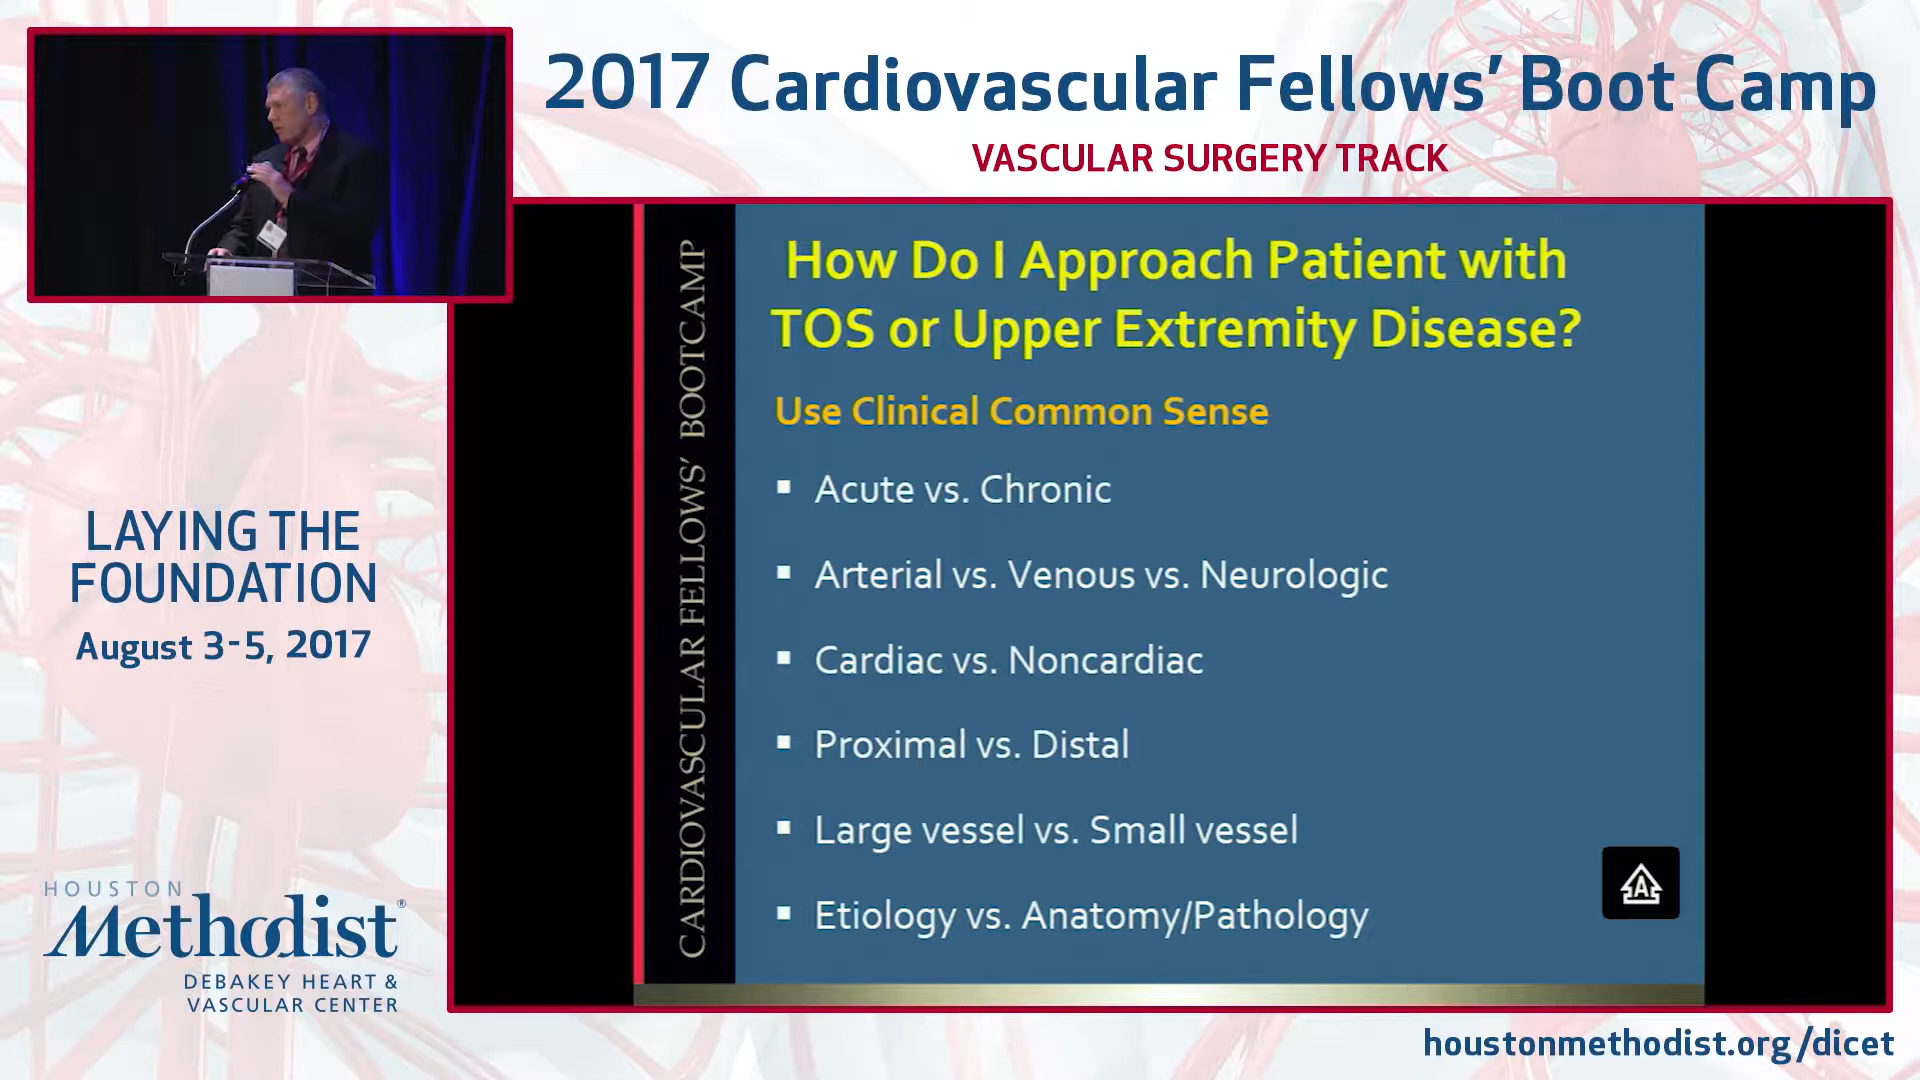 2017 Cardiovascular Fellows’ Boot Camp
VASCULAR SURGERY TRACK
CARDIOVASCULAR FELLOWS’ BOOTCAMP
How Do I Approach Patient with
TOS or Upper Extremity Disease?
Use Clinical Common Sense
▪ Acute vs. Chronic
▪ Arterial vs. Venous vs. Neurologic
▪ Cardiac vs. Noncardiac
▪ Proximal vs. Distal
▪ Large vessel vs. Small vessel
▪ Etiology vs. Anatomy/Pathology
A
LAYING THE
FOUNDATION
August 3-5, 2017
HOUSTON
Methodist®
DEBAKEY HEART &
VASCULAR CENTER
houstonmethodist.org/dicet